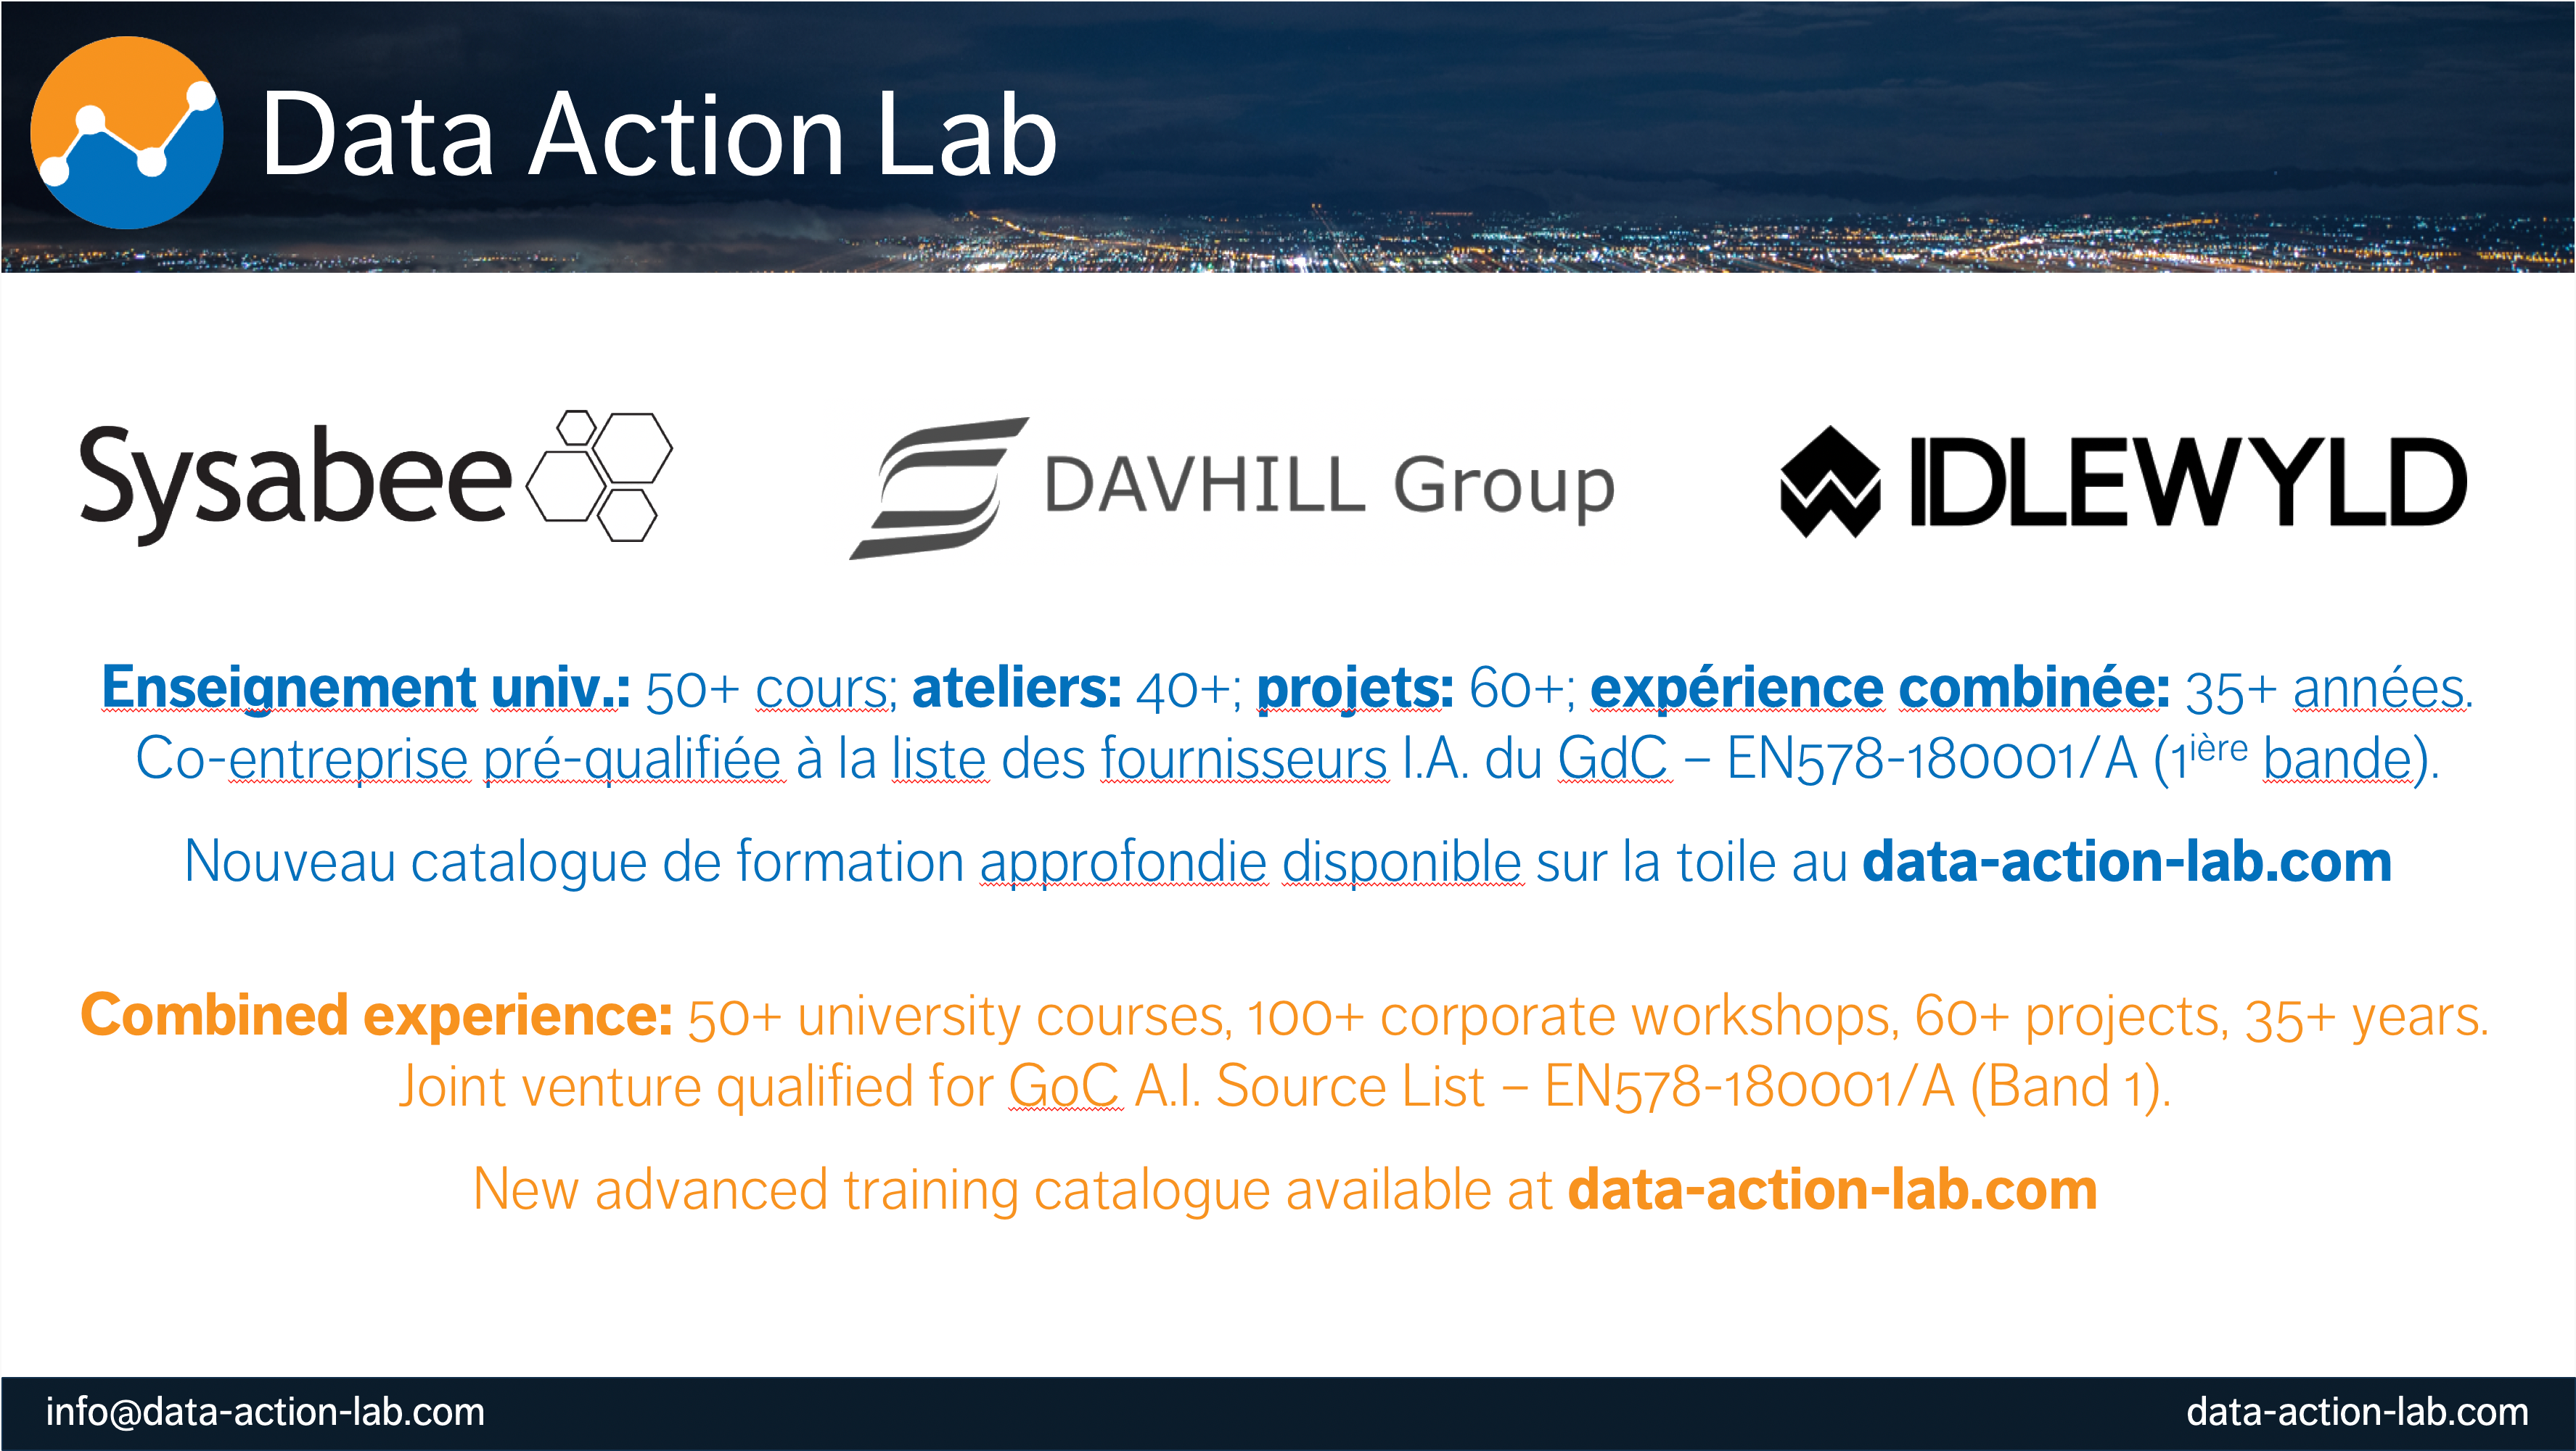 Data Action Lab
Sysabee
DAVHILL Group
IDLEWYLD
Enseignement univ.: 50+ cours; ateliers: 40+; projets: 60+; expérience combinée: 35+ années.
Co-entreprise pré-qualifiée à la liste des fournisseurs I.A. du GdC – EN578-180001/A (1ière bande).
Nouveau catalogue de formation approfondie disponible sur la toile au data-action-lab.com
Combined experience: 50+ university courses, 100+ corporate workshops, 60+ projects, 35+ years.
Joint venture qualified for GoC A.I. Source List – EN578-180001/A (Band 1).
New advanced training catalogue available at data-action-lab.com
info@data-action-lab.com
data-action-lab.com